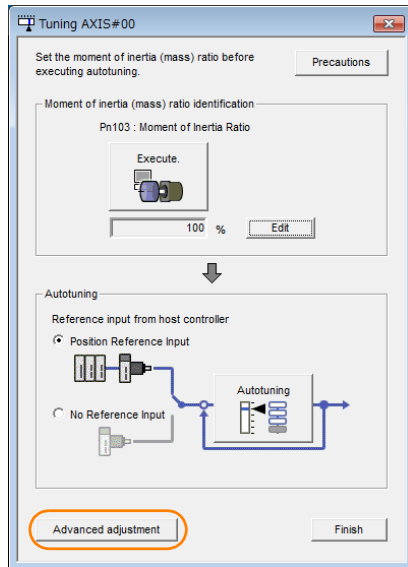 Tuning AXIS#00
Set the moment of inertia (mass) ratio before
executing autotuning.
Precautions
Moment of inertia (mass) ratio identification
Pn103 : Moment of Inertia Ratio
Execute.
100 %
Edit
Autotuning
Reference input from host controller
Position Reference Input
Autotuning
No Reference Input
Advanced adjustment
Finish